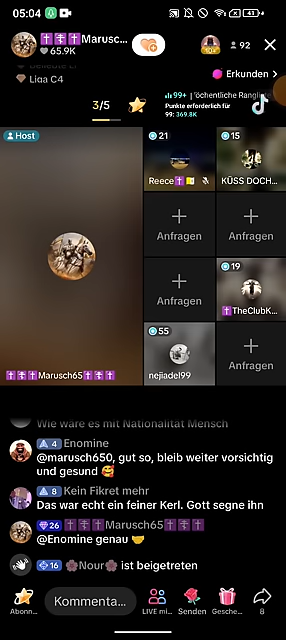 05:04
41
✝️☦️✝️Marusc...
65.9K
92
Liga C4
Erkunden >
3/5
99+ | "öchentliche Rangli
Punkte erforderlich für
99: 369.8K
Host
21
Reece✝️
15
KÜSS DOCH...
Anfragen
Anfragen
Anfragen
19
✝️TheClubK...
55
nejiadel99
Anfragen
✝️☦️✝️Marusch65✝️☦️✝️
Wie wäre es mit Nationalität Mensch
4 Enomine
@marusch650, gut so, bleib weiter vorsichtig
und gesund 🥰
8 Kein Fikret mehr
Das war echt ein feiner Kerl. Gott segne ihn
26 ✝️☦️✝️Marusch65✝️☦️✝️
@Enomine genau 🤝
16 🌸Nour🌸 ist beigetreten
Kommenta...
Abonn...
LIVE mi...
Senden
Gesche...
8